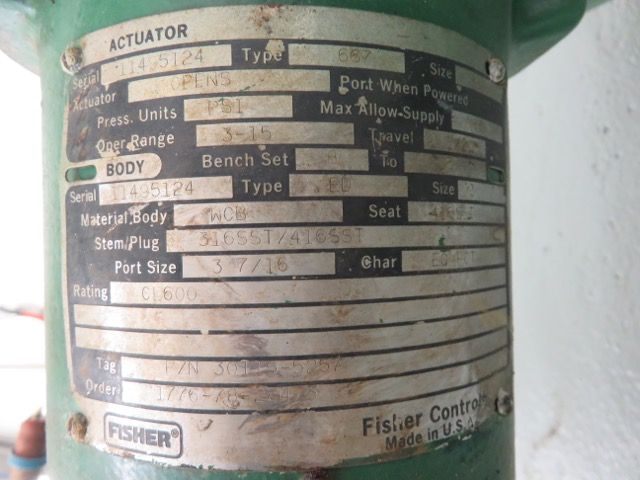 ACTUATOR
Serial 11495124 Type 667 Size
Actuator OPENS Port When Powered
Press. Units PSI Max Allow. Supply
Oper Range 3-15 Travel
BODY Bench Set To
Serial 11495124 Type ED Size
Material, Body WCB Seat
Stem/Plug 316SST/416SST
Port Size 3 7/16 Char
Rating CL600
Tag P/N
Order
FISHER® Fisher Controls
Made in U.S.A.